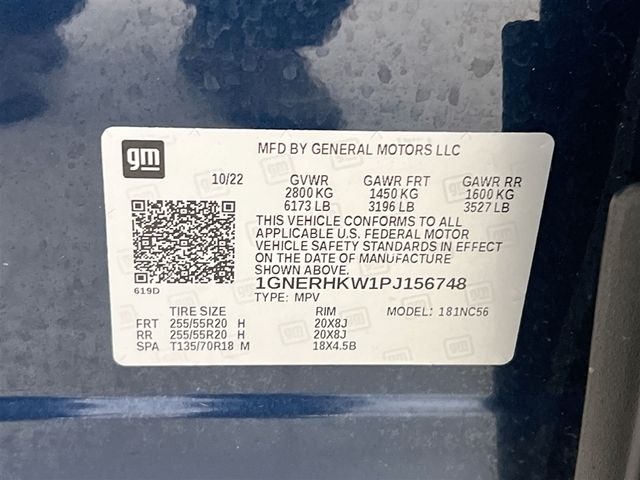 gm
MFD BY GENERAL MOTORS LLC
10/22 GVWR GAWR FRT GAWR RR
2800 KG 1450 KG 1600 KG
6173 LB 3196 LB 3527 LB
THIS VEHICLE CONFORMS TO ALL
APPLICABLE U.S. FEDERAL MOTOR
VEHICLE SAFETY STANDARDS IN EFFECT
ON THE DATE OF MANUFACTURE
SHOWN ABOVE.
619D
1GNERHKW1PJ156748
TYPE: MPV
TIRE SIZE RIM MODEL: 181NC56
FRT 255/55R20 H 20X8J
RR 255/55R20 H 20X8J
SPA T135/70R18 M 18X4.5B